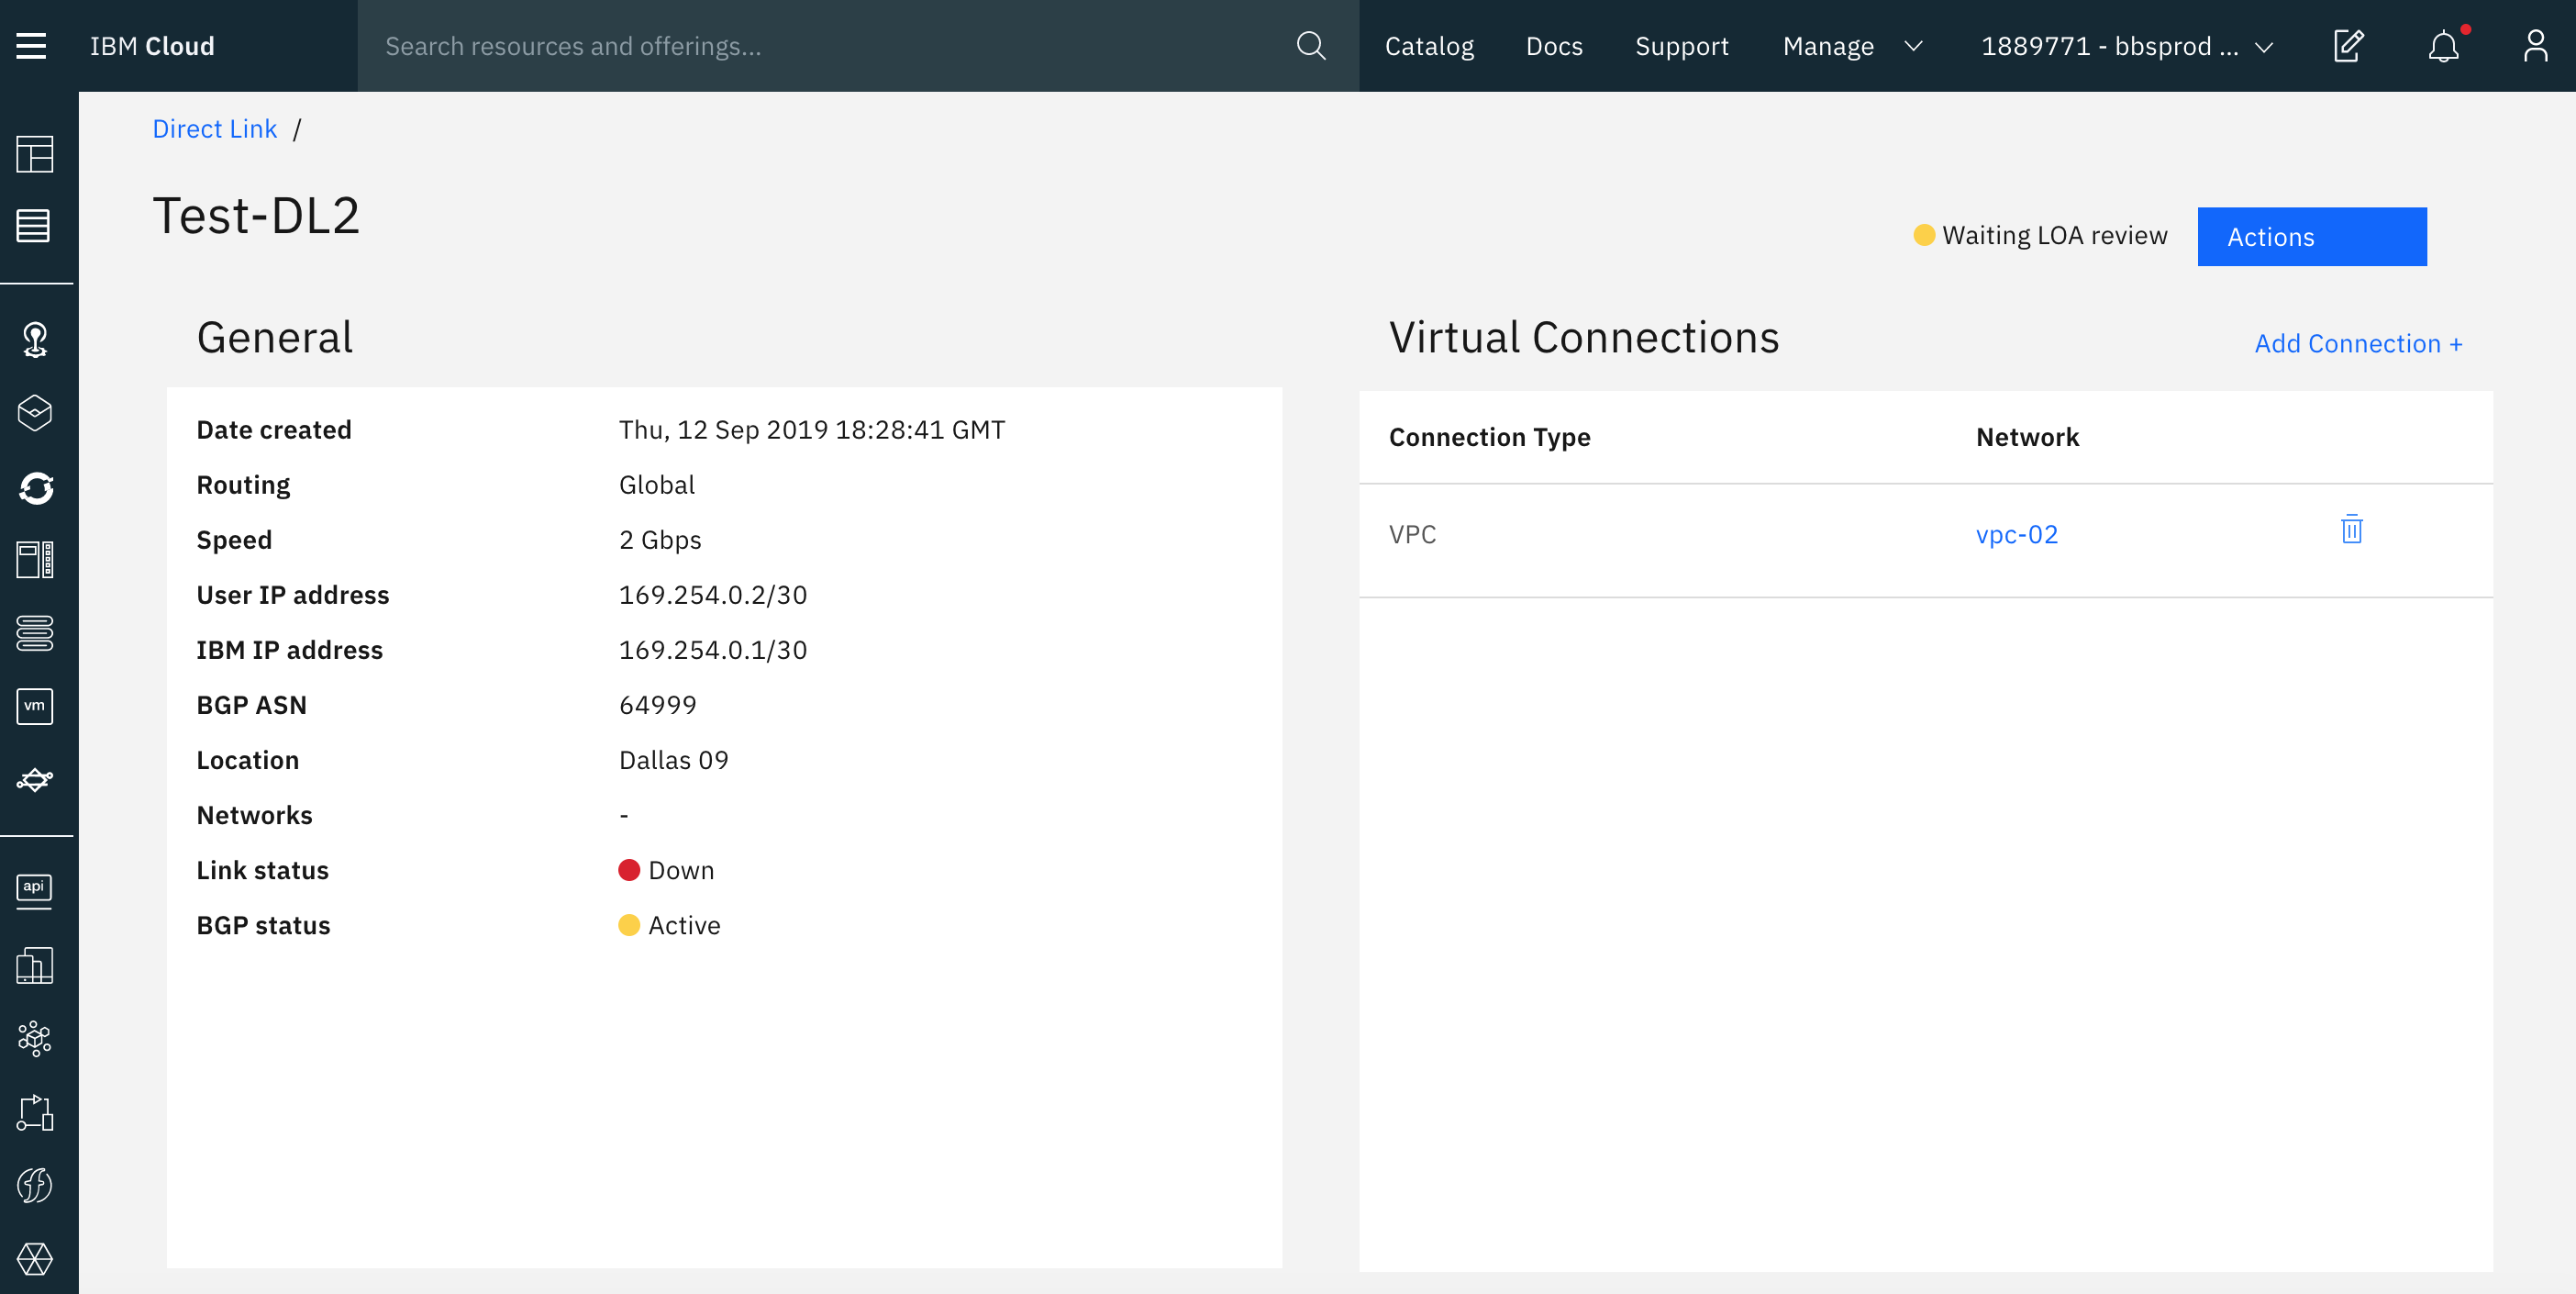 IBM Cloud
Search resources and offerings...
Catalog
Docs
Support
Manage
1889771 - bbsprod ...
Direct Link /
Test-DL2
Waiting LOA review
Actions
General
Date created Thu, 12 Sep 2019 18:28:41 GMT
Routing Global
Speed 2 Gbps
User IP address 169.254.0.2/30
IBM IP address 169.254.0.1/30
BGP ASN 64999
Location Dallas 09
Networks -
Link status Down
BGP status Active
Virtual Connections
Add Connection +
Connection Type Network
VPC vpc-02
vm
api